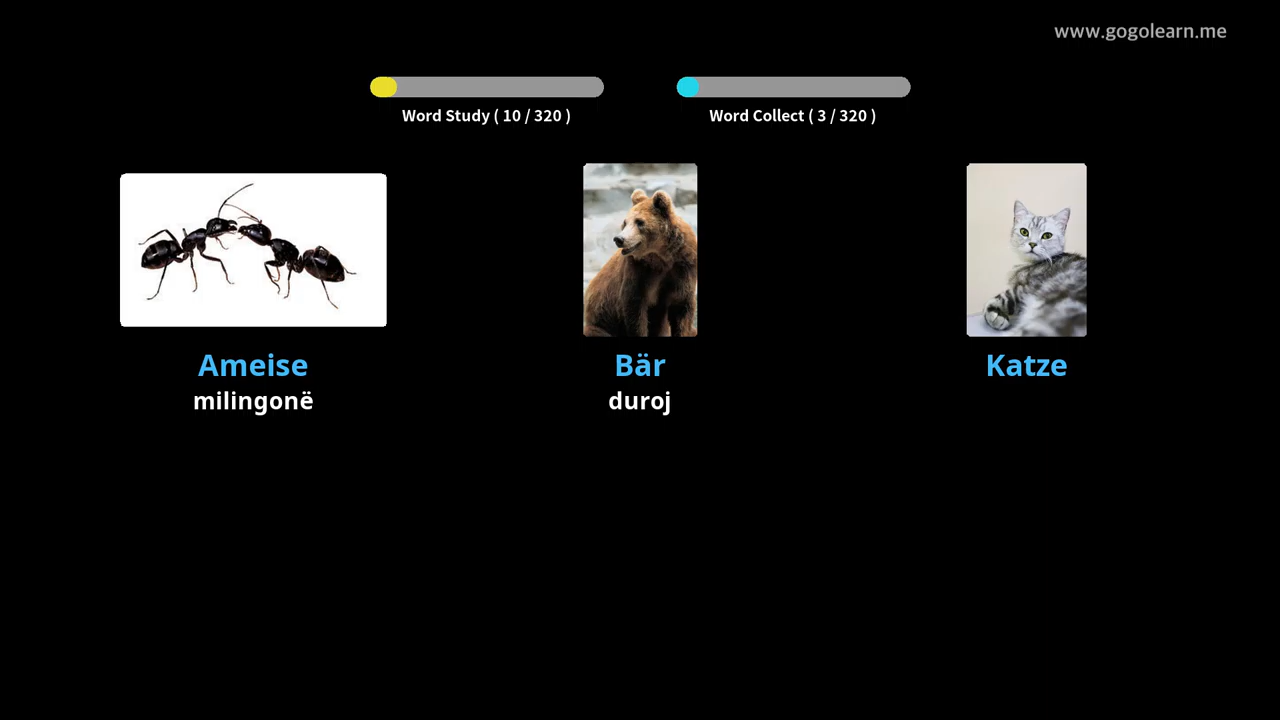 www.gogolearn.me
Word Study ( 10 / 320 )
Word Collect ( 3 / 320 )
Ameise
milingonë
Bär
duroj
Katze